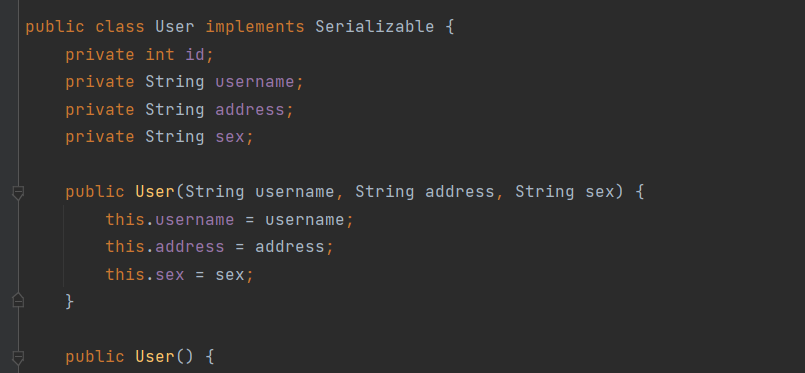 public class User implements Serializable {
    private int id;
    private String username;
    private String address;
    private String sex;
    public User(String username, String address, String sex) {
        this.username = username;
        this.address = address;
        this.sex = sex;
    }
    public User() {